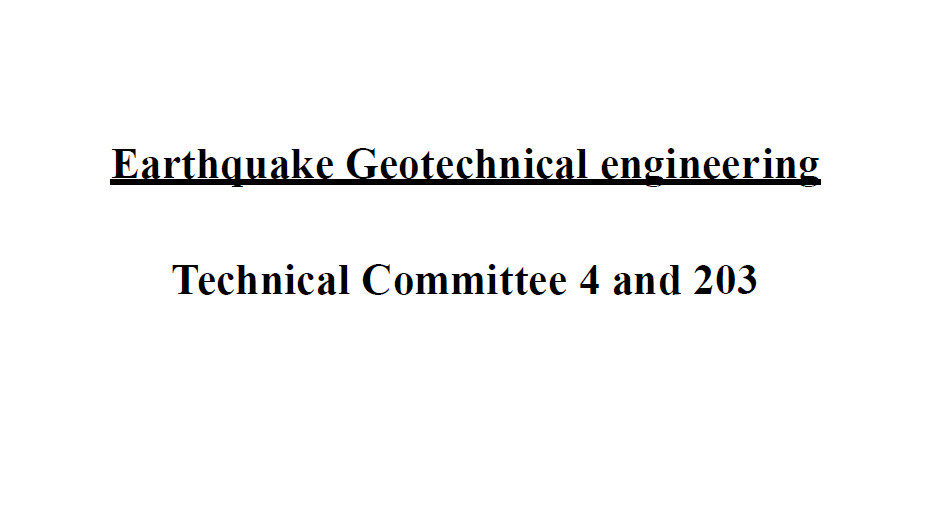 Earthquake Geotechnical engineering
Technical Committee 4 and 203